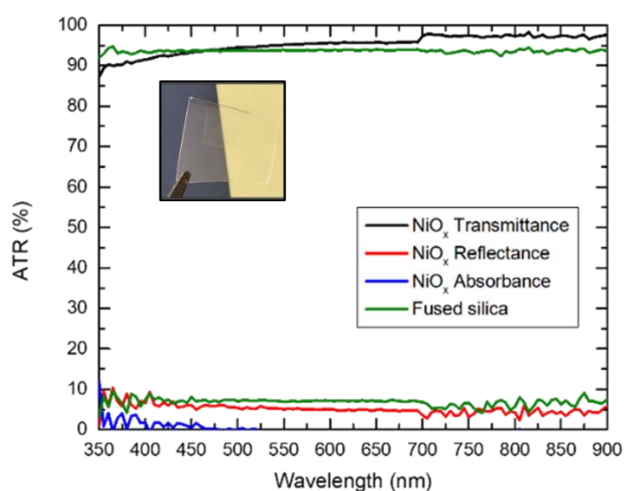 100
90
80
70
60
50
40
30
20
10
0
ATR (%)
NiOₓ Transmittance
NiOₓ Reflectance
NiOₓ Absorbance
Fused silica
350 400 450 500 550 600 650 700 750 800 850 900
Wavelength (nm)